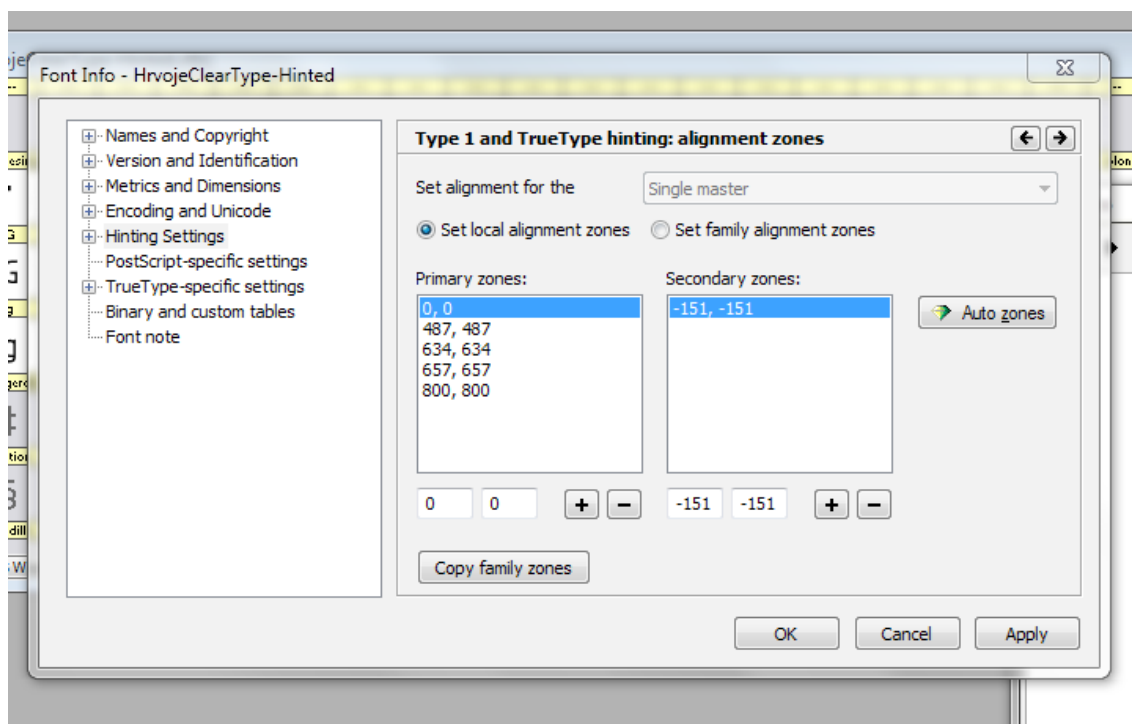 Font Info - HrvojeClearType-Hinted
Names and Copyright
Version and Identification
Metrics and Dimensions
Encoding and Unicode
Hinting Settings
PostScript-specific settings
TrueType-specific settings
Binary and custom tables
Font note
Type 1 and TrueType hinting: alignment zones
Set alignment for the
Single master
Set local alignment zones
Set family alignment zones
Primary zones:
Secondary zones:
0, 0
487, 487
634, 634
657, 657
800, 800
-151, -151
Auto zones
0 0 + −
-151 -151 + −
Copy family zones
OK Cancel Apply